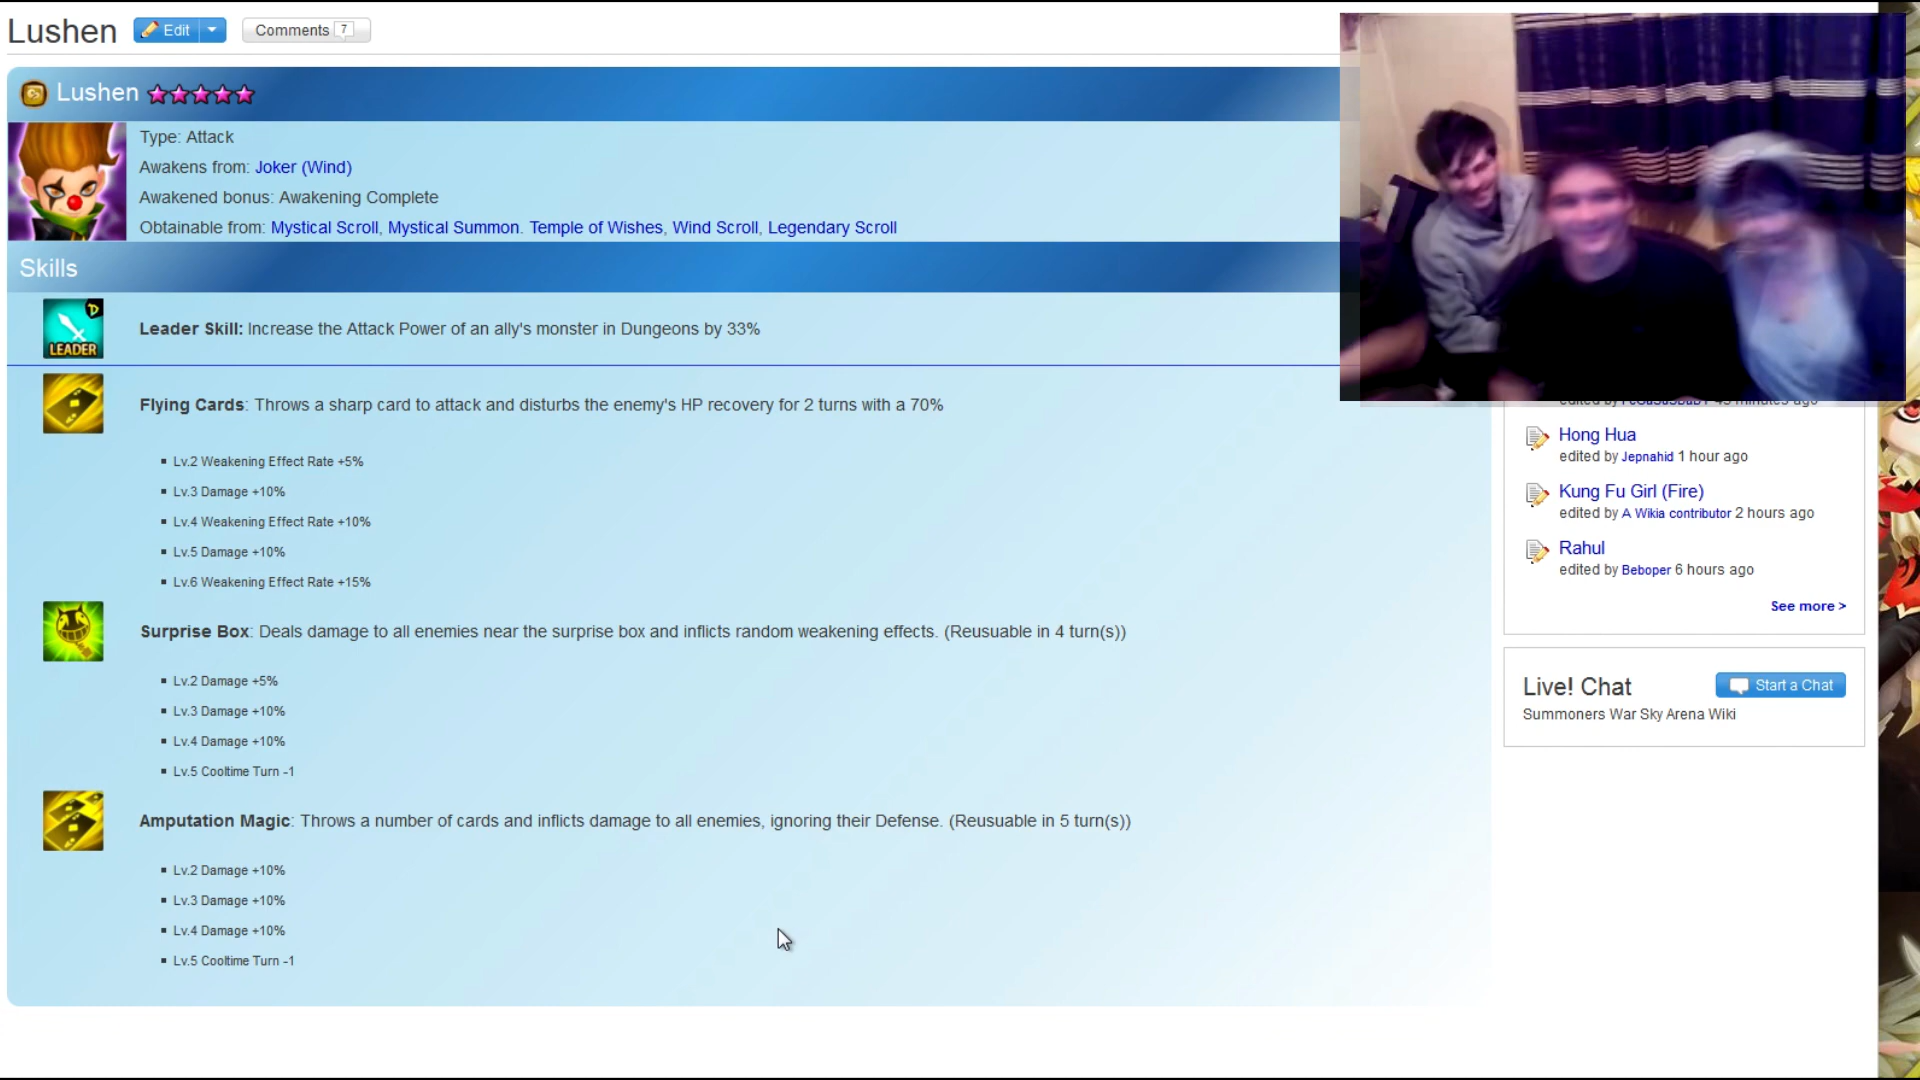 Lushen
Edit
Comments 7
Lushen
Type: Attack
Awakens from: Joker (Wind)
Awakened bonus: Awakening Complete
Obtainable from: Mystical Scroll, Mystical Summon. Temple of Wishes, Wind Scroll, Legendary Scroll
Skills
LEADER
D
Leader Skill: Increase the Attack Power of an ally's monster in Dungeons by 33%
Flying Cards: Throws a sharp card to attack and disturbs the enemy's HP recovery for 2 turns with a 70%
Lv.2 Weakening Effect Rate +5%
Lv.3 Damage +10%
Lv.4 Weakening Effect Rate +10%
Lv.5 Damage +10%
Lv.6 Weakening Effect Rate +15%
Surprise Box: Deals damage to all enemies near the surprise box and inflicts random weakening effects. (Reusuable in 4 turn(s))
Lv.2 Damage +5%
Lv.3 Damage +10%
Lv.4 Damage +10%
Lv.5 Cooltime Turn -1
Amputation Magic: Throws a number of cards and inflicts damage to all enemies, ignoring their Defense. (Reusuable in 5 turn(s))
Lv.2 Damage +10%
Lv.3 Damage +10%
Lv.4 Damage +10%
Lv.5 Cooltime Turn -1
Hong Hua
edited by Jepnahid 1 hour ago
Kung Fu Girl (Fire)
edited by A Wikia contributor 2 hours ago
Rahul
edited by Beboper 6 hours ago
See more >
Live! Chat
Start a Chat
Summoners War Sky Arena Wiki